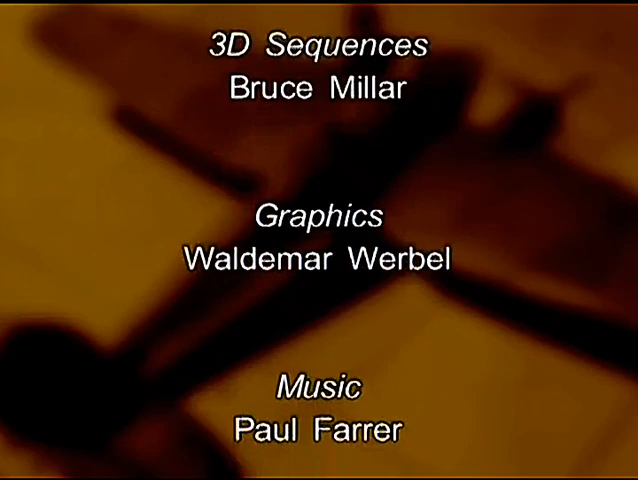 3D Sequences
Bruce Millar
Graphics
Waldemar Werbel
Music
Paul Farrer